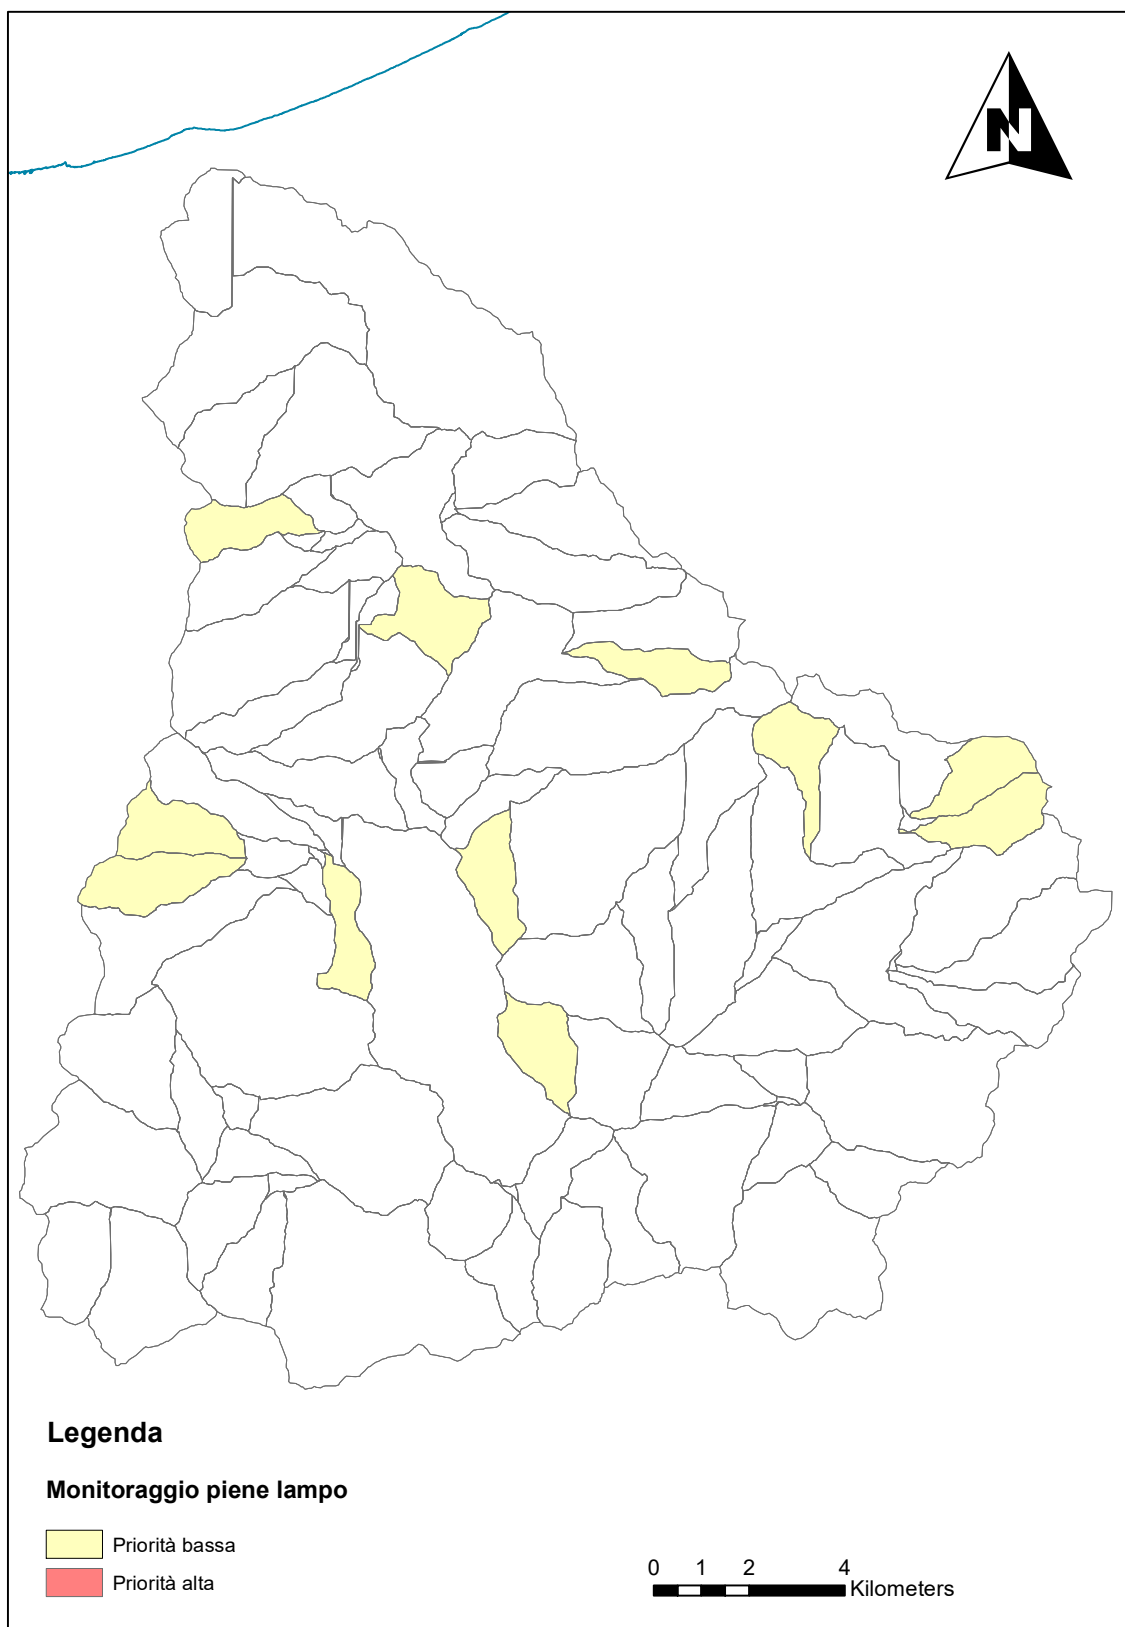 N
Legenda
Monitoraggio piene lampo
Priorità bassa
Priorità alta
0 1 2 4
Kilometers